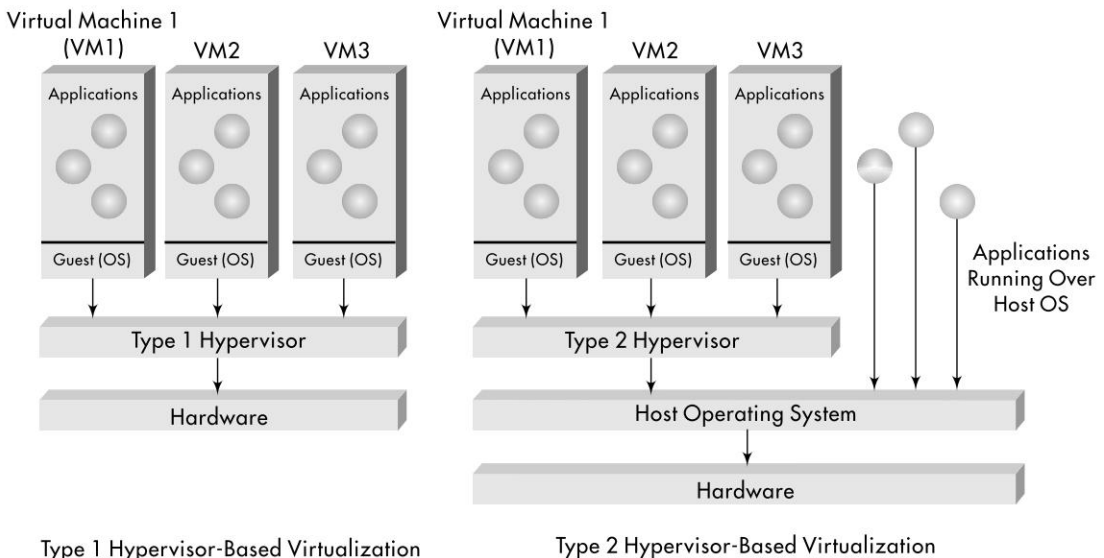 Virtual Machine 1
(VM1)
VM2
VM3
Applications
Applications
Applications
Guest (OS)
Guest (OS)
Guest (OS)
Type 1 Hypervisor
Hardware
Type 1 Hypervisor-Based Virtualization
Virtual Machine 1
(VM1)
VM2
VM3
Applications
Applications
Applications
Guest (OS)
Guest (OS)
Guest (OS)
Applications
Running Over
Host OS
Type 2 Hypervisor
Host Operating System
Hardware
Type 2 Hypervisor-Based Virtualization